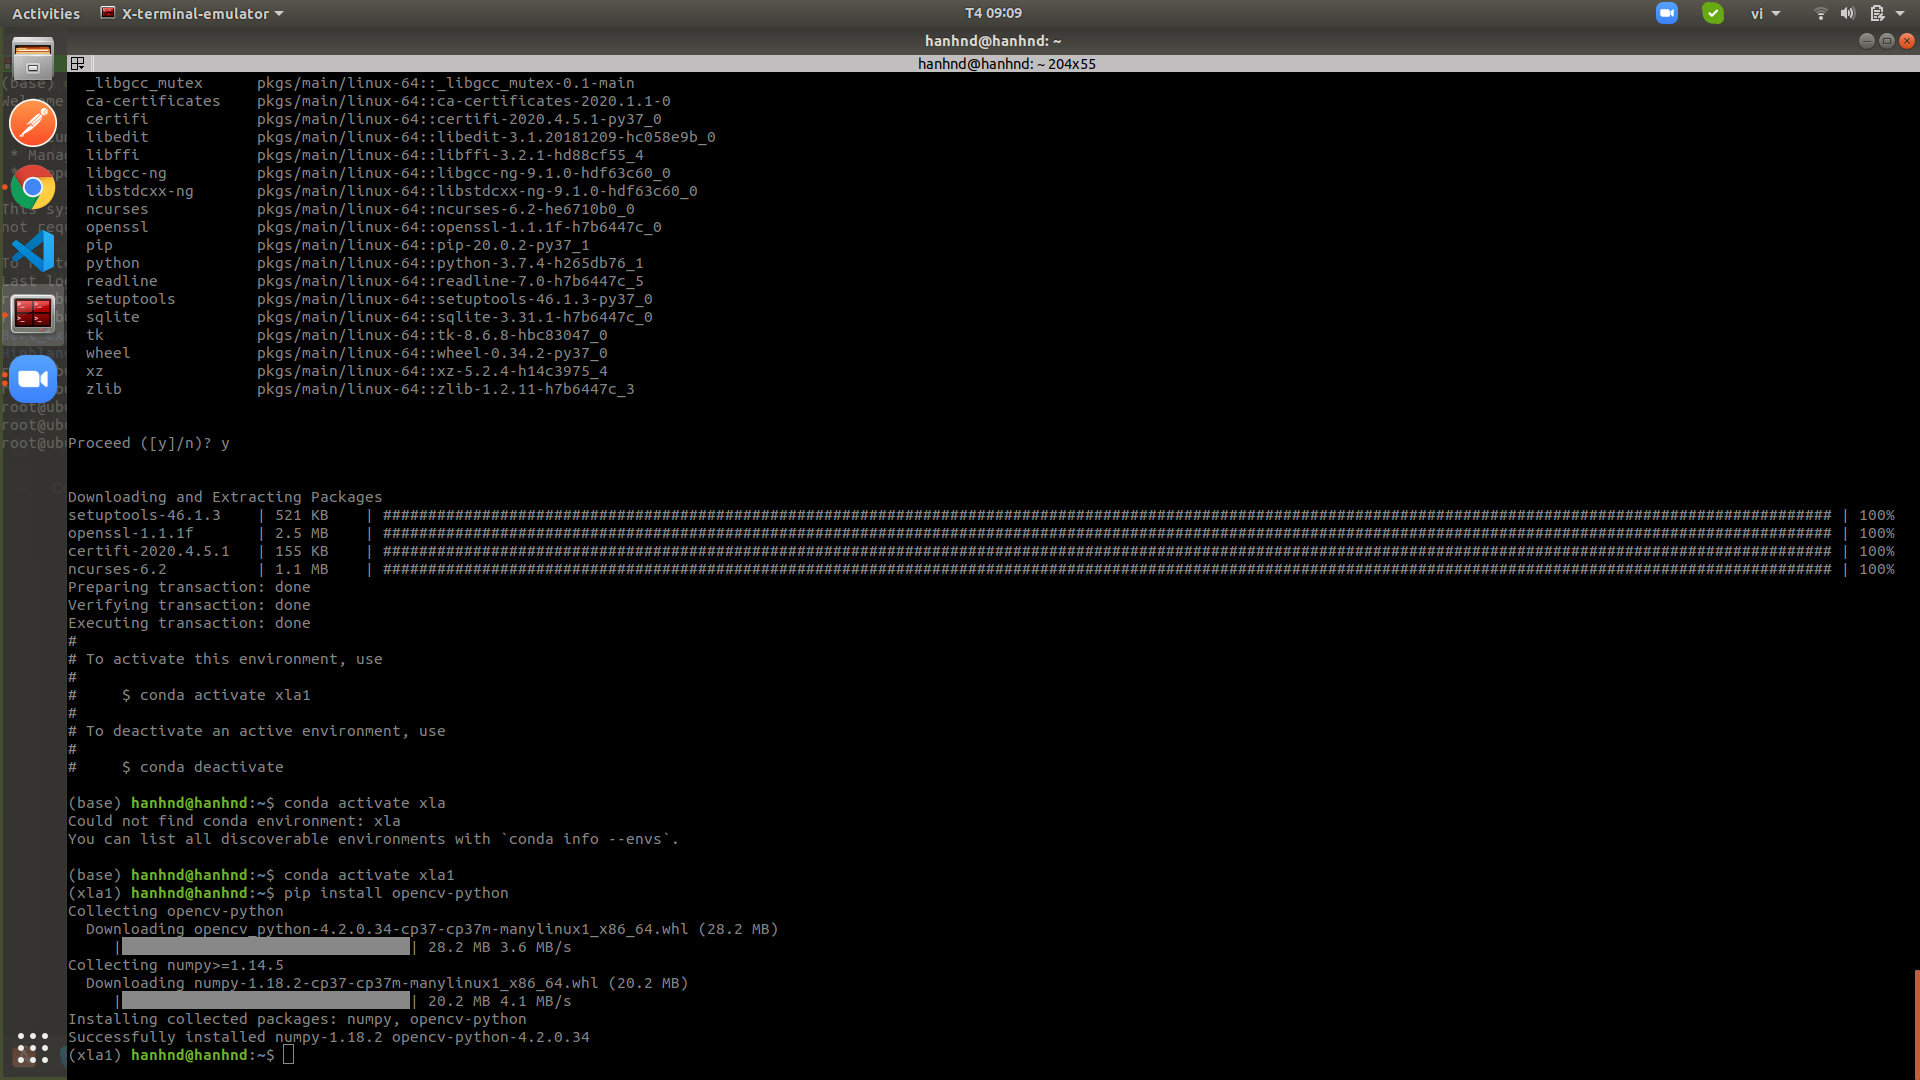 Activities X-terminal-emulator T4 09:09 vi
hanhnd@hanhnd: ~
hanhnd@hanhnd: ~ 204x55
_libgcc_mutex pkgs/main/linux-64::_libgcc_mutex-0.1-main
ca-certificates pkgs/main/linux-64::ca-certificates-2020.1.1-0
certifi pkgs/main/linux-64::certifi-2020.4.5.1-py37_0
libedit pkgs/main/linux-64::libedit-3.1.20181209-hc058e9b_0
libffi pkgs/main/linux-64::libffi-3.2.1-hd88cf55_4
libgcc-ng pkgs/main/linux-64::libgcc-ng-9.1.0-hdf63c60_0
libstdcxx-ng pkgs/main/linux-64::libstdcxx-ng-9.1.0-hdf63c60_0
ncurses pkgs/main/linux-64::ncurses-6.2-he6710b0_0
openssl pkgs/main/linux-64::openssl-1.1.1f-h7b6447c_0
pip pkgs/main/linux-64::pip-20.0.2-py37_1
python pkgs/main/linux-64::python-3.7.4-h265db76_1
readline pkgs/main/linux-64::readline-7.0-h7b6447c_5
setuptools pkgs/main/linux-64::setuptools-46.1.3-py37_0
sqlite pkgs/main/linux-64::sqlite-3.31.1-h7b6447c_0
tk pkgs/main/linux-64::tk-8.6.8-hbc83047_0
wheel pkgs/main/linux-64::wheel-0.34.2-py37_0
xz pkgs/main/linux-64::xz-5.2.4-h14c3975_4
zlib pkgs/main/linux-64::zlib-1.2.11-h7b6447c_3
Proceed ([y]/n)? y
Downloading and Extracting Packages
setuptools-46.1.3 | 521 KB | ################################################################################################################################################################# | 100%
openssl-1.1.1f | 2.5 MB | ################################################################################################################################################################# | 100%
certifi-2020.4.5.1 | 155 KB | ################################################################################################################################################################# | 100%
ncurses-6.2 | 1.1 MB | ################################################################################################################################################################# | 100%
Preparing transaction: done
Verifying transaction: done
Executing transaction: done
#
# To activate this environment, use
#
# $ conda activate xla1
#
# To deactivate an active environment, use
#
# $ conda deactivate
(base) hanhnd@hanhnd:~$ conda activate xla
Could not find conda environment: xla
You can list all discoverable environments with `conda info --envs`.
(base) hanhnd@hanhnd:~$ conda activate xla1
(xla1) hanhnd@hanhnd:~$ pip install opencv-python
Collecting opencv-python
Downloading opencv_python-4.2.0.34-cp37-cp37m-manylinux1_x86_64.whl (28.2 MB)
| | 28.2 MB 3.6 MB/s
Collecting numpy>=1.14.5
Downloading numpy-1.18.2-cp37-cp37m-manylinux1_x86_64.whl (20.2 MB)
| | 20.2 MB 4.1 MB/s
Installing collected packages: numpy, opencv-python
Successfully installed numpy-1.18.2 opencv-python-4.2.0.34
(xla1) hanhnd@hanhnd:~$